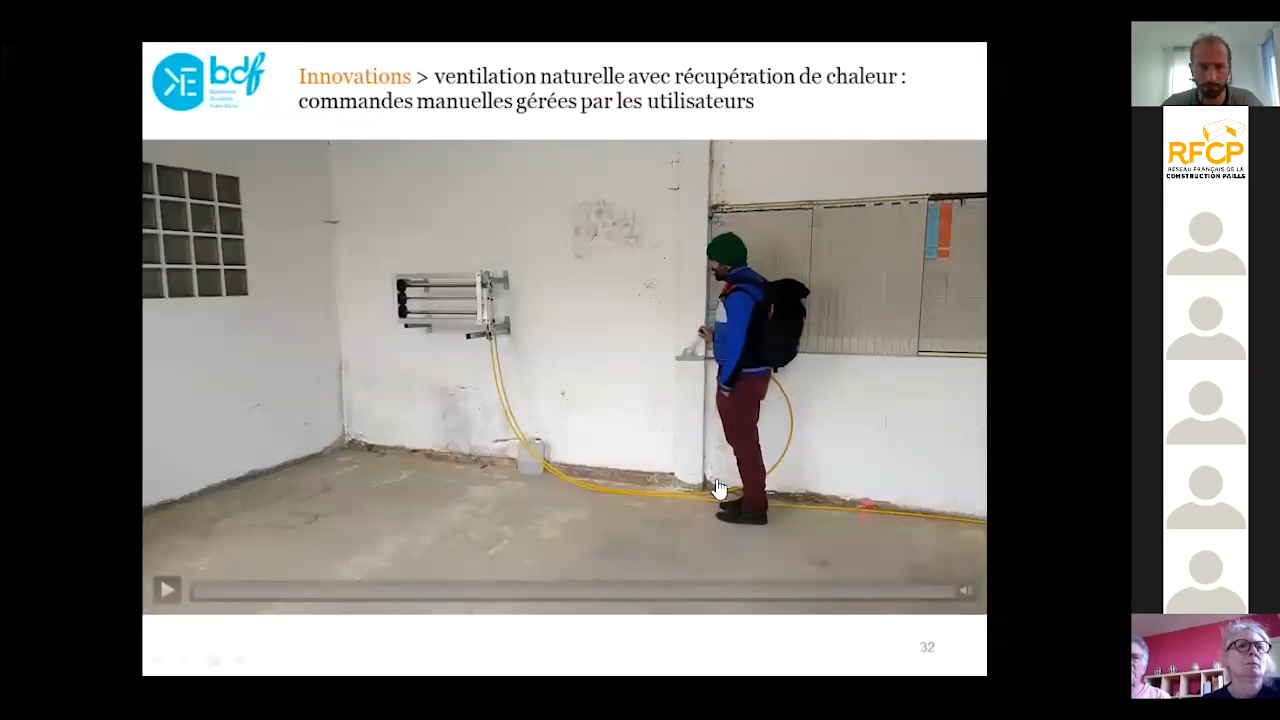 bdf
Innovations > ventilation naturelle avec récupération de chaleur :
commandes manuelles gérées par les utilisateurs
RFCP
RÉSEAU FRANÇAIS DE LA
CONSTRUCTION PAILLE
32